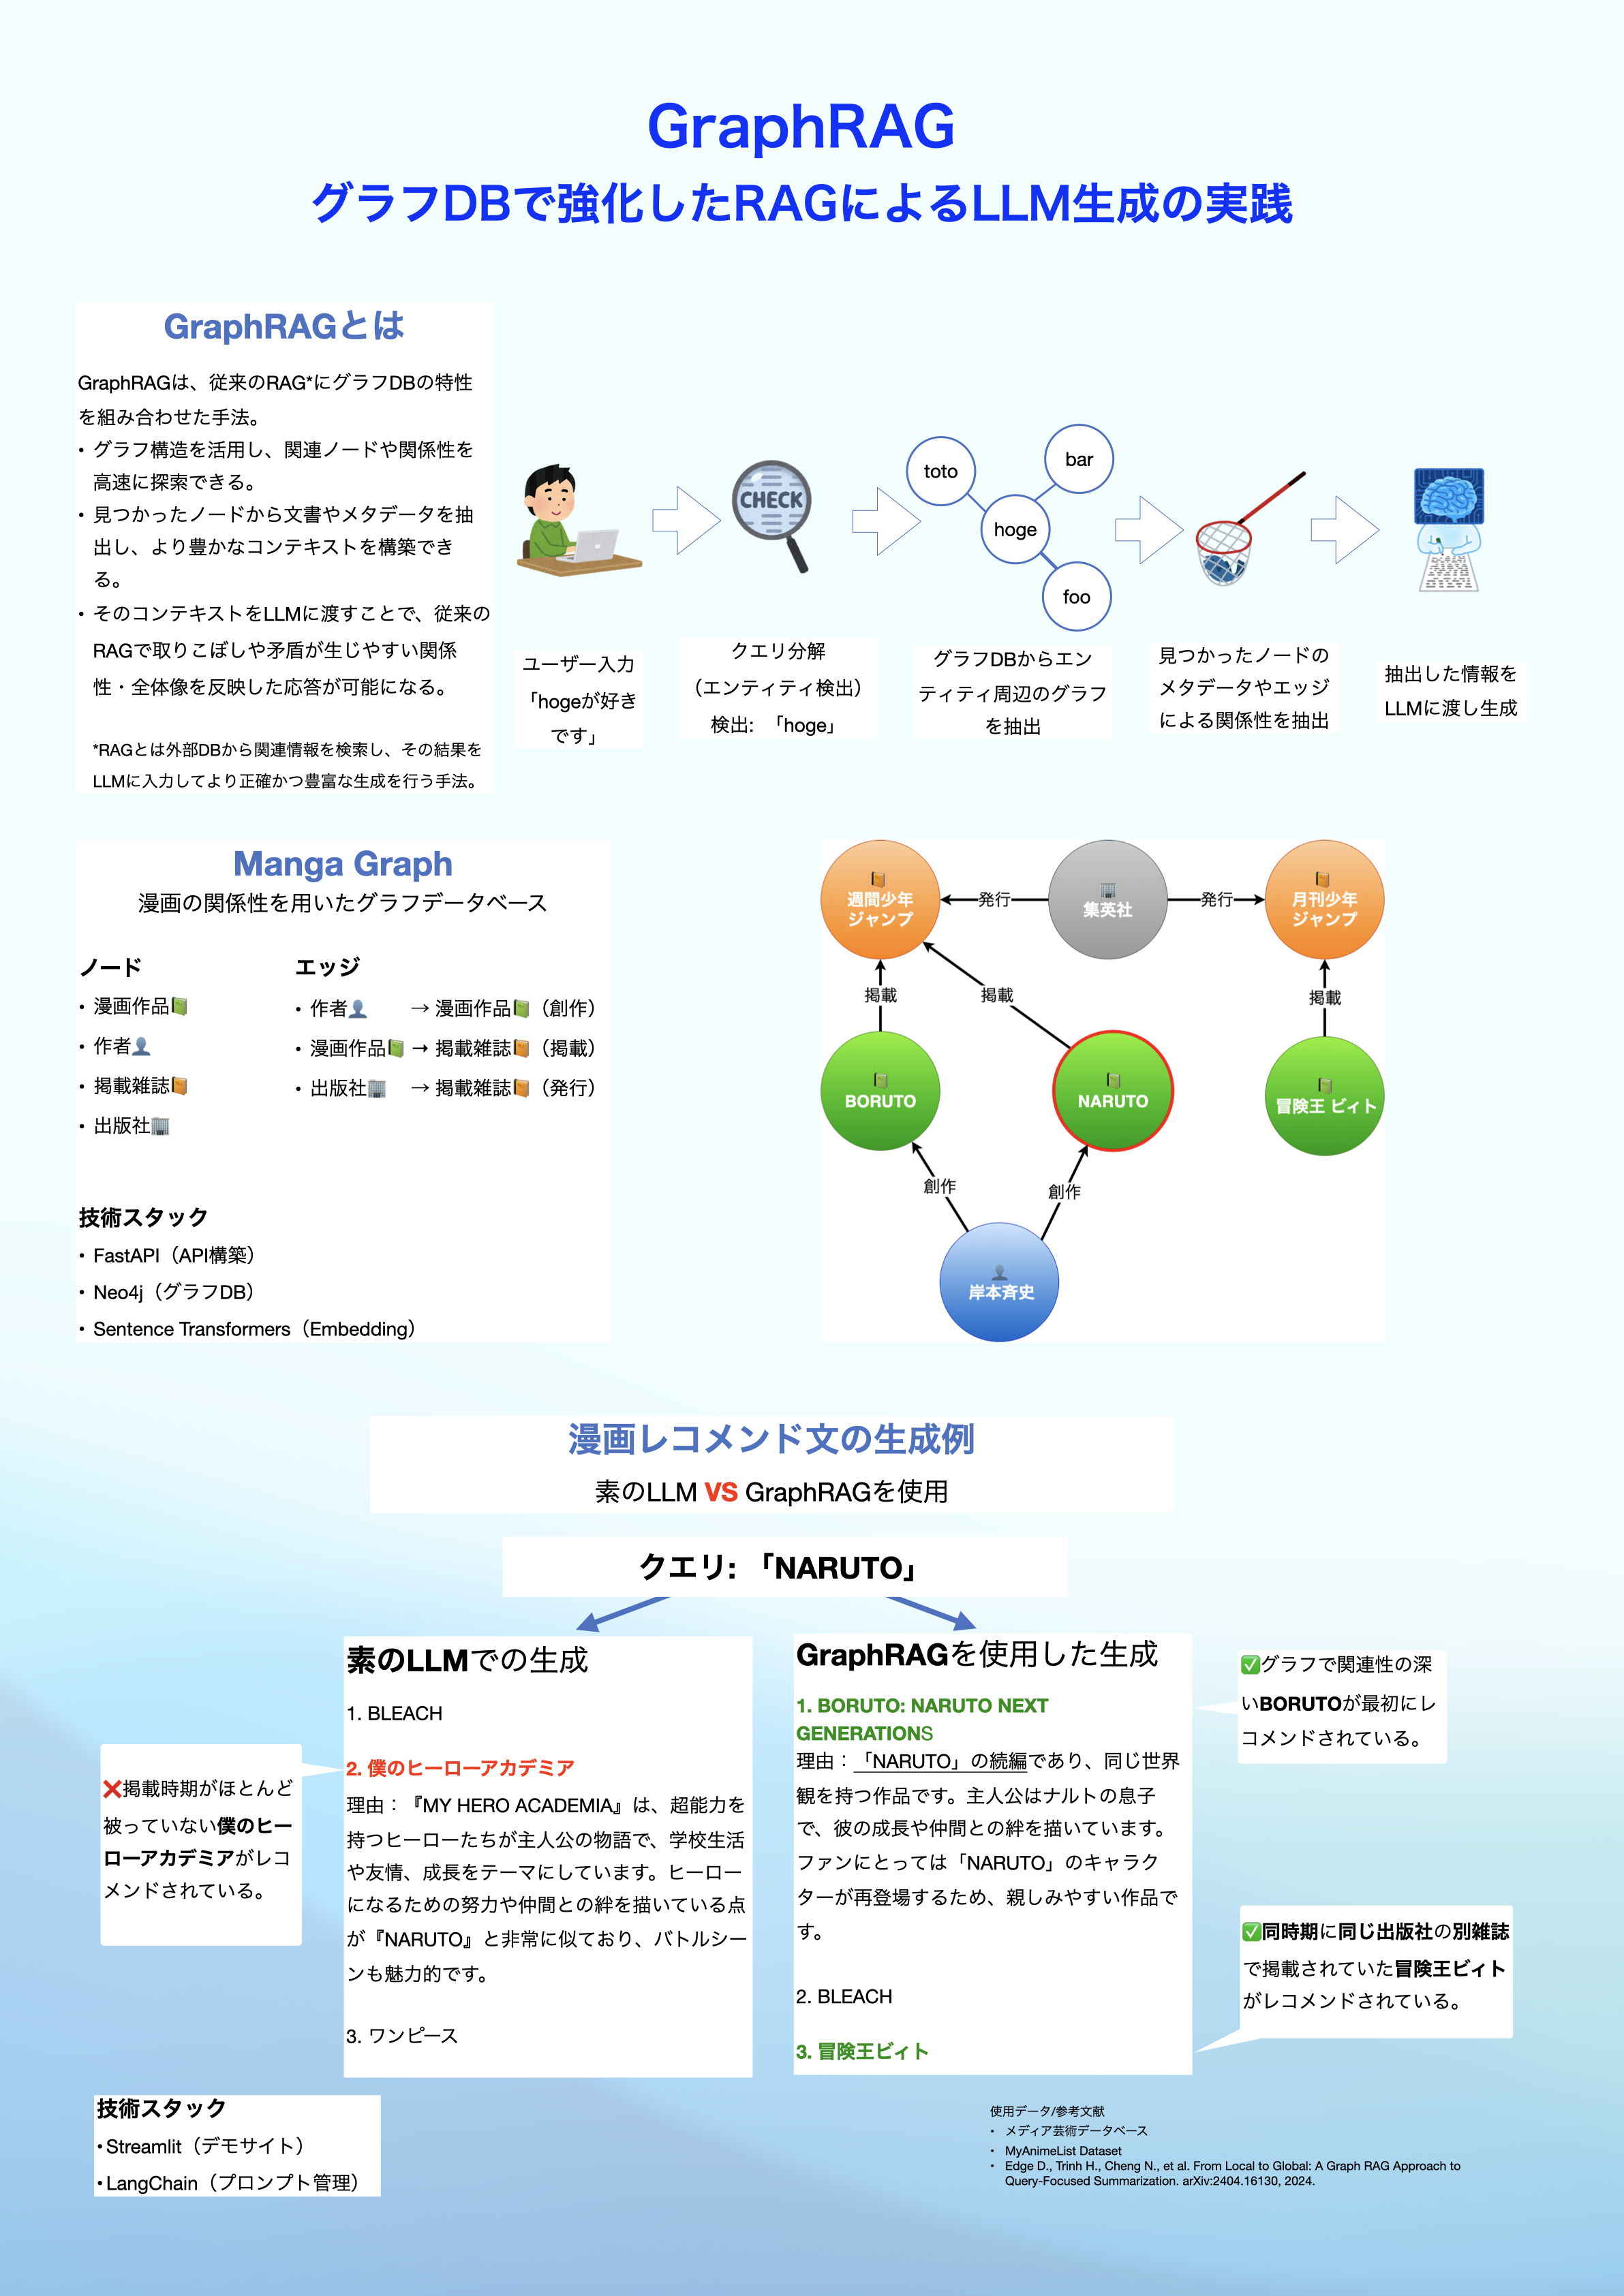 GraphRAG
グラフDBで強化したRAGによるLLM生成の実践
GraphRAGとは
GraphRAGは、従来のRAG*にグラフDBの特性
を組み合わせた手法。
• グラフ構造を活用し、関連ノードや関係性を
高速に探索できる。
• 見つかったノードから文書やメタデータを抽
出し、より豊かなコンテキストを構築でき
る。
• そのコンテキストをLLMに渡すことで、従来の
RAGで取りこぼしや矛盾が生じやすい関係
性・全体像を反映した応答が可能になる。
*RAGとは外部DBから関連情報を検索し、その結果を
LLMに入力してより正確かつ豊富な生成を行う手法。
CHECK
toto
bar
hoge
foo
ユーザー入力
「hogeが好き
です」
クエリ分解
（エンティティ検出）
検出: 「hoge」
グラフDBからエン
ティティ周辺のグラフ
を抽出
見つかったノードの
メタデータやエッジ
による関係性を抽出
抽出した情報を
LLMに渡し生成
Manga Graph
漫画の関係性を用いたグラフデータベース
ノード
• 漫画作品📗
• 作者👤
• 掲載雑誌📙
• 出版社🏢
エッジ
• 作者👤 → 漫画作品📗（創作）
• 漫画作品📗 → 掲載雑誌📙（掲載）
• 出版社🏢 → 掲載雑誌📙（発行）
技術スタック
• FastAPI（API構築）
• Neo4j（グラフDB）
• Sentence Transformers（Embedding）
週間少年
ジャンプ
発行
集英社
発行
月刊少年
ジャンプ
掲載
掲載
掲載
BORUTO
NARUTO
冒険王 ビィト
創作
創作
岸本斉史
漫画レコメンド文の生成例
素のLLM VS GraphRAGを使用
クエリ: 「NARUTO」
素のLLMでの生成
1. BLEACH
2. 僕のヒーローアカデミア
理由：『MY HERO ACADEMIA』は、超能力を
持つヒーローたちが主人公の物語で、学校生活
や友情、成長をテーマにしています。ヒーロー
になるための努力や仲間との絆を描いている点
が『NARUTO』と非常に似ており、バトルシー
ンも魅力的です。
3. ワンピース
❌掲載時期がほとんど
被っていない僕のヒー
ローアカデミアがレコ
メンドされている。
GraphRAGを使用した生成
1. BORUTO: NARUTO NEXT
GENERATIONS
理由：「NARUTO」の続編であり、同じ世界
観を持つ作品です。主人公はナルトの息子
で、彼の成長や仲間との絆を描いています。
ファンにとっては「NARUTO」のキャラク
ターが再登場するため、親しみやすい作品で
す。
2. BLEACH
3. 冒険王ビィト
✅グラフで関連性の深
いBORUTOが最初にレ
コメンドされている。
✅同時期に同じ出版社の別雑誌
で掲載されていた冒険王ビィト
がレコメンドされている。
技術スタック
•Streamlit（デモサイト）
•LangChain（プロンプト管理）
使用データ/参考文献
• メディア芸術データベース
• MyAnimeList Dataset
• Edge D., Trinh H., Cheng N., et al. From Local to Global: A Graph RAG Approach to
Query-Focused Summarization. arXiv:2404.16130, 2024.